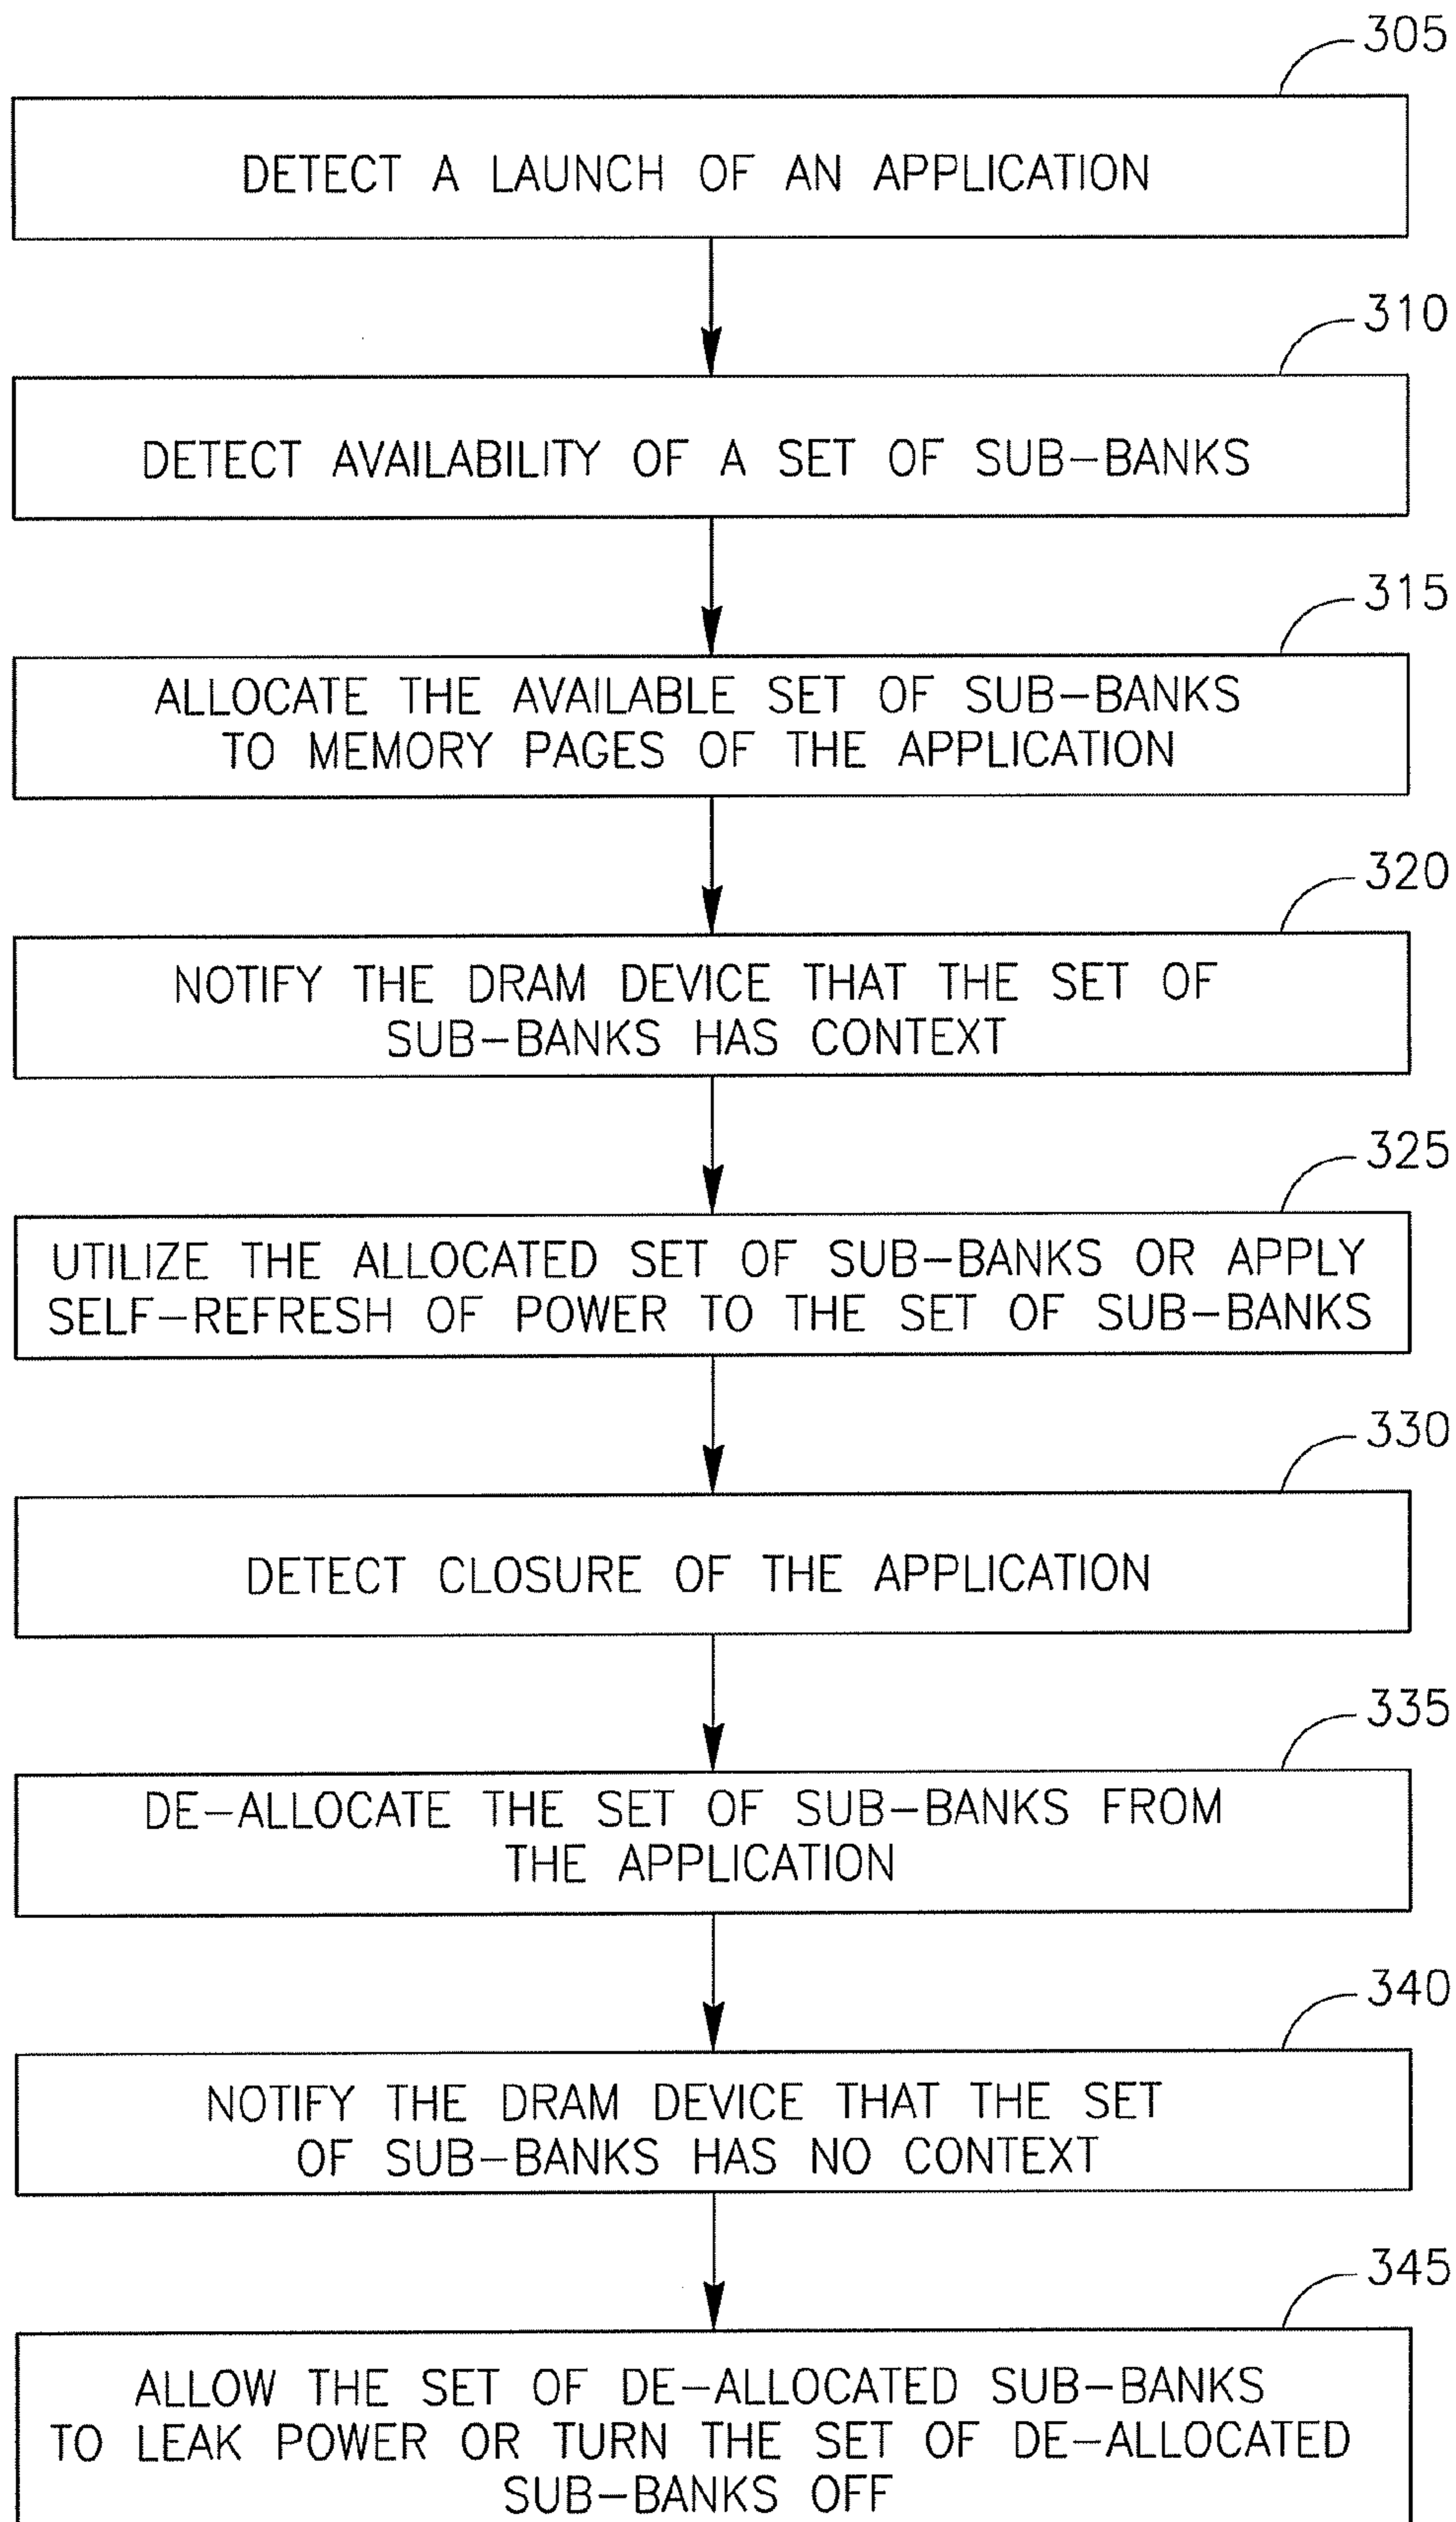 305
DETECT A LAUNCH OF AN APPLICATION
310
DETECT AVAILABILITY OF A SET OF SUB-BANKS
315
ALLOCATE THE AVAILABLE SET OF SUB-BANKS
TO MEMORY PAGES OF THE APPLICATION
320
NOTIFY THE DRAM DEVICE THAT THE SET OF
SUB-BANKS HAS CONTEXT
325
UTILIZE THE ALLOCATED SET OF SUB-BANKS OR APPLY
SELF-REFRESH OF POWER TO THE SET OF SUB-BANKS
330
DETECT CLOSURE OF THE APPLICATION
335
DE-ALLOCATE THE SET OF SUB-BANKS FROM
THE APPLICATION
340
NOTIFY THE DRAM DEVICE THAT THE SET
OF SUB-BANKS HAS NO CONTEXT
345
ALLOW THE SET OF DE-ALLOCATED SUB-BANKS
TO LEAK POWER OR TURN THE SET OF DE-ALLOCATED
SUB-BANKS OFF